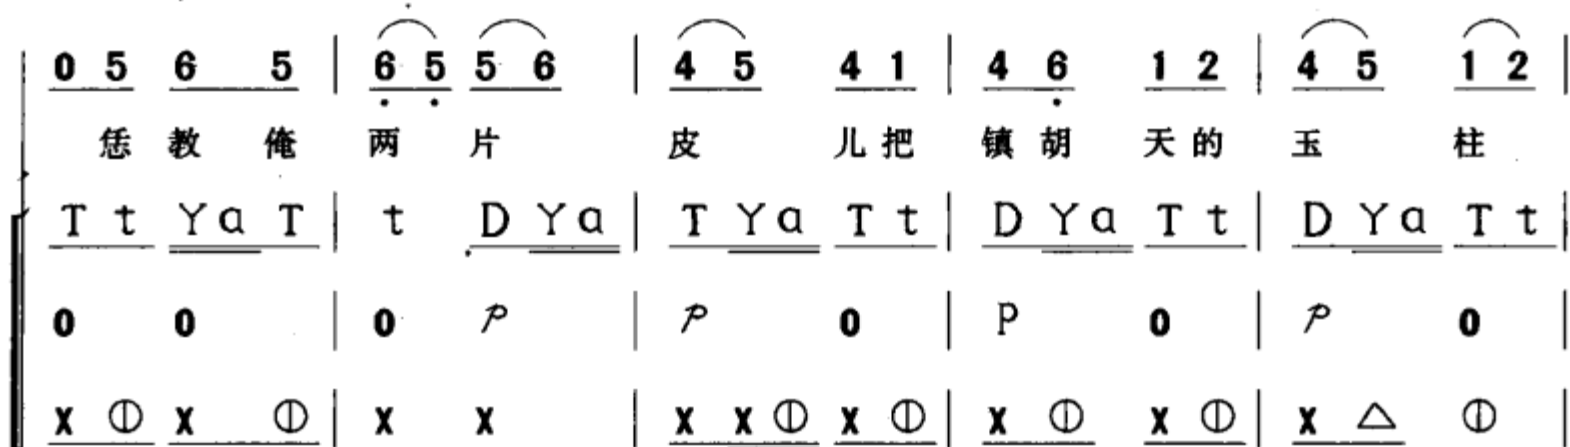 0 5 6 5 | 6 5 5 6 | 4 5 4 1 | 4 6 1 2 | 4 5 1 2 |
恁 教 俺 两 片 皮 儿 把 镇 胡 天 的 玉 柱
T t Ya T | t D Ya | T Ya T t | D Ya T t | D Ya T t |
0 0 | 0 P | P 0 | P 0 | P 0 |
X ⏀ X ⏀ | X X | X X ⏀ X ⏀ | X ⏀ X ⏀ | X △ ⏀ |